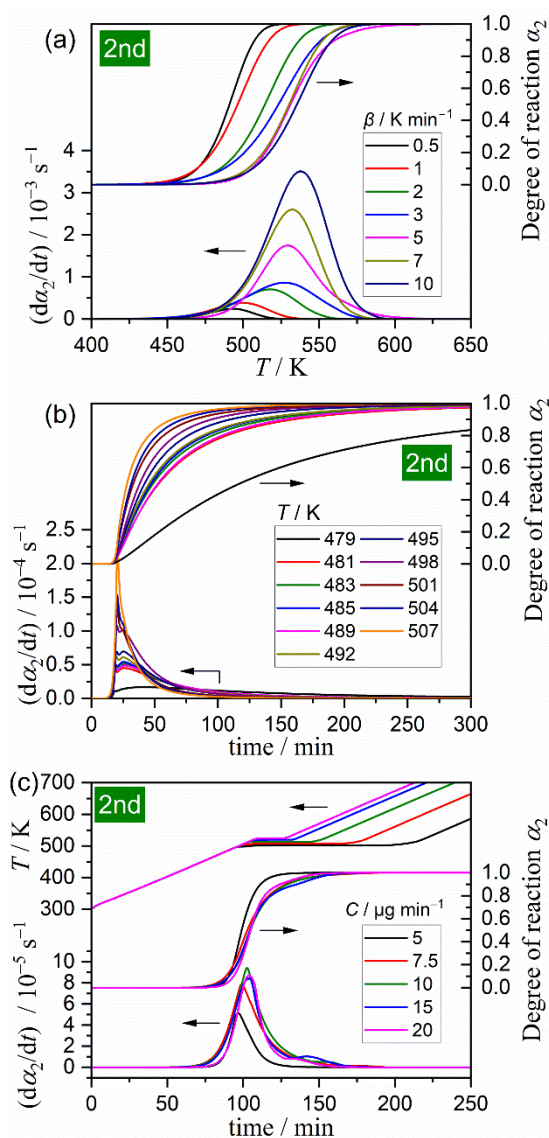 (a)
2nd
1.0
0.8
0.6
0.4
0.2
0.0
Degree of reaction α₂
β / K min⁻¹
0.5
1
2
3
5
7
10
4
3
2
1
0
(dα₂/dt) / 10⁻³ s⁻¹
400 450 500 550 600 650
T / K
(b)
2nd
1.0
0.8
0.6
0.4
0.2
0.0
Degree of reaction α₂
T / K
479 495
481 498
483 501
485 504
489 507
492
2.5
2.0
1.5
1.0
0.5
0.0
(dα₂/dt) / 10⁻⁴ s⁻¹
0 50 100 150 200 250 300
time / min
(c)
2nd
700
600
500
400
300
T / K
1.0
0.8
0.6
0.4
0.2
0.0
Degree of reaction α₂
C / µg min⁻¹
5
7.5
10
15
20
10
8
6
4
2
0
(dα₂/dt) / 10⁻⁵ s⁻¹
0 50 100 150 200 250
time / min